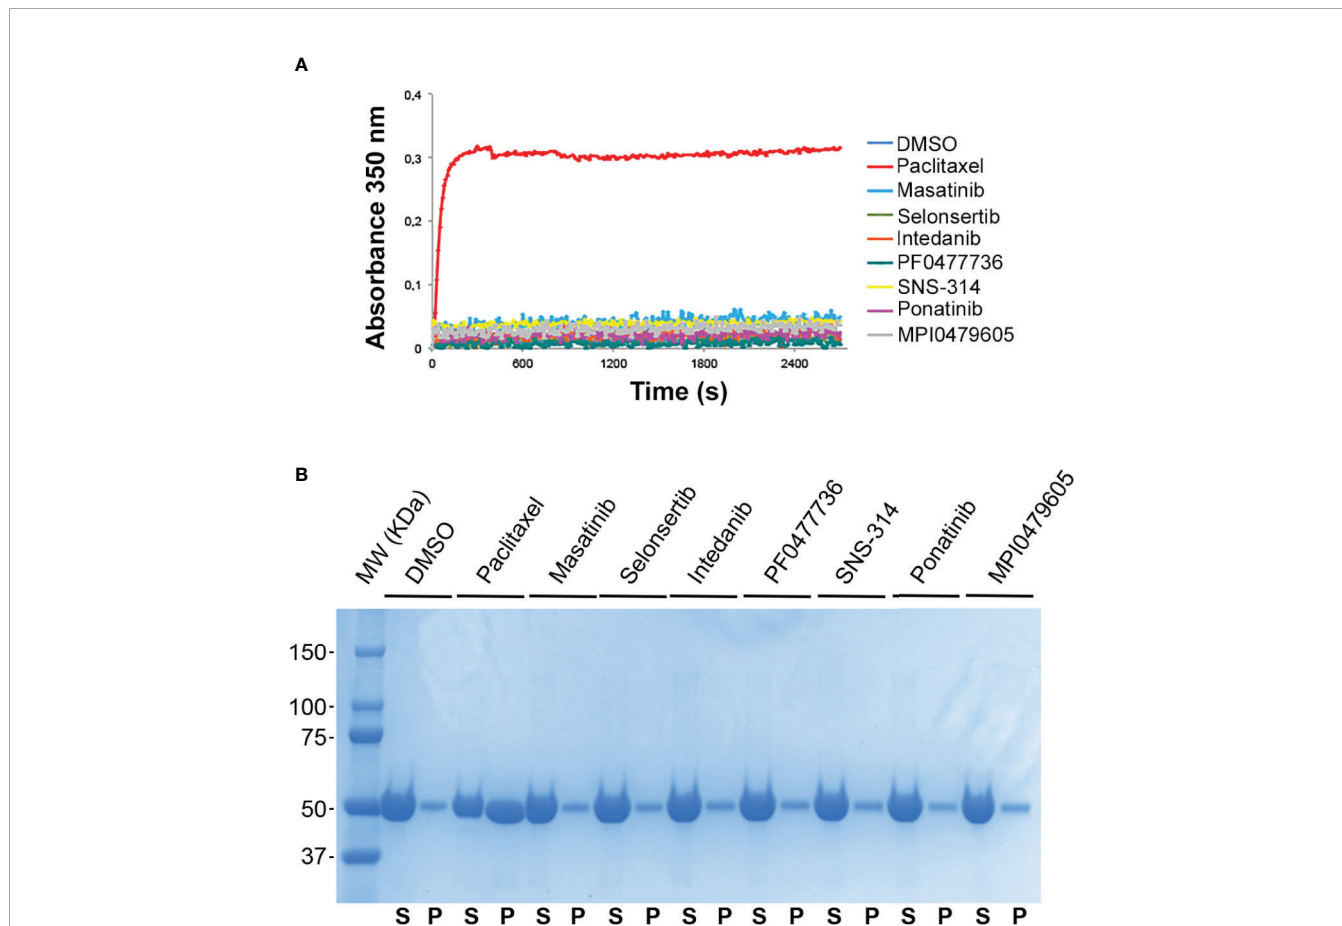 A
Absorbance 350 nm
0,4
0,3
0,2
0,1
0
0
600
1200
1800
2400
Time (s)
DMSO
Paclitaxel
Masatinib
Selonsertib
Intedanib
PF0477736
SNS-314
Ponatinib
MPI0479605
B
MW (KDa)
DMSO
Paclitaxel
Masatinib
Selonsertib
Intedanib
PF0477736
SNS-314
Ponatinib
MPI0479605
150-
100-
75-
50-
37-
S P S P S P S P S P S P S P S P S P